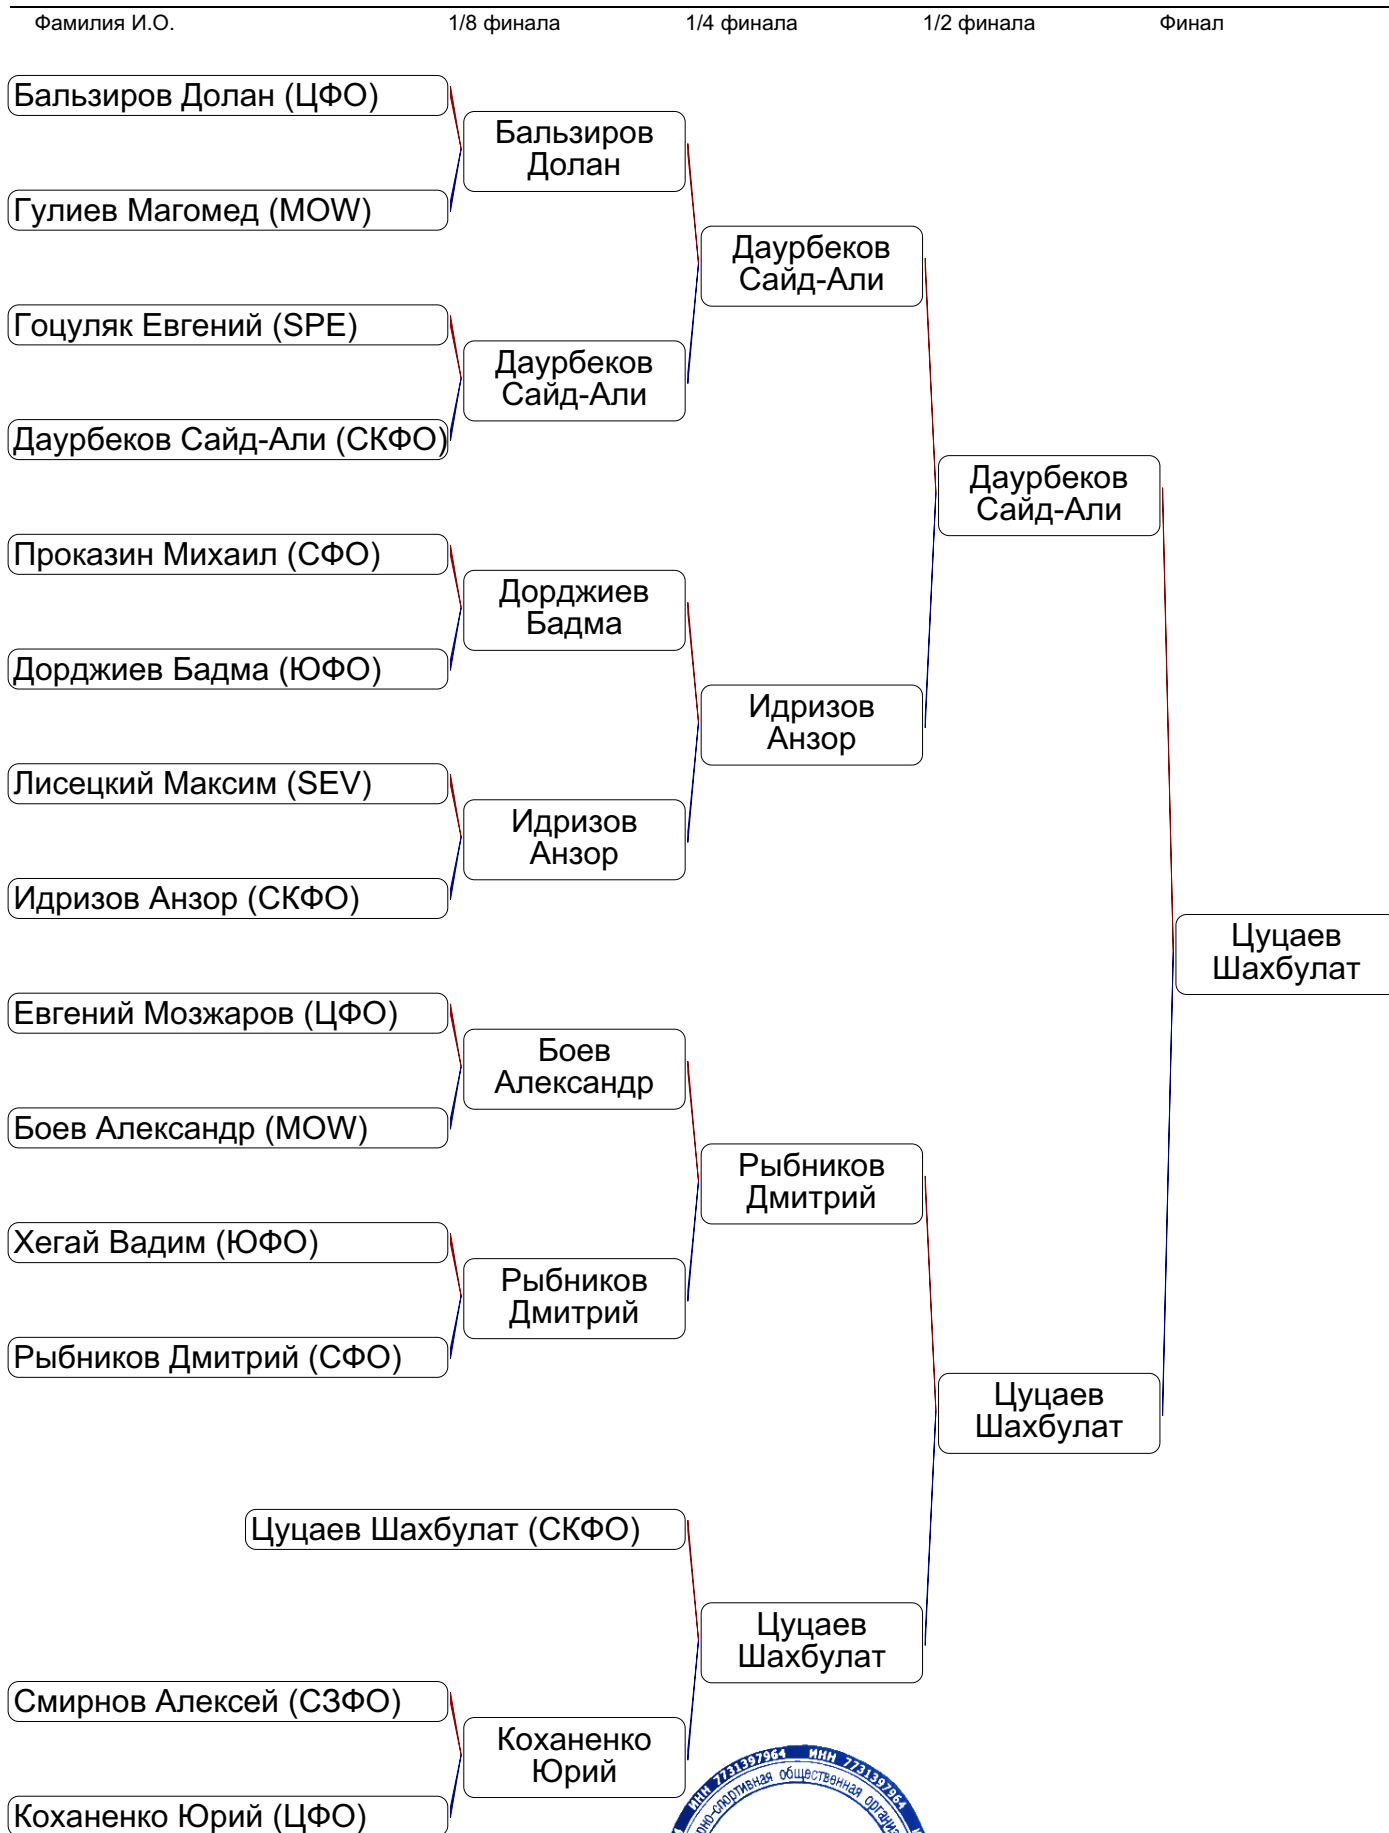 Фамилия И.О. 1/8 финала 1/4 финала 1/2 финала Финал
Бальзиров Долан (ЦФО)
Бальзиров
Долан
Гулиев Магомед (MOW)
Даурбеков
Сайд-Али
Гоцуляк Евгений (SPE)
Даурбеков
Сайд-Али
Даурбеков Сайд-Али (СКФО)
Даурбеков
Сайд-Али
Проказин Михаил (СФО)
Дорджиев
Бадма
Дорджиев Бадма (ЮФО)
Идризов
Анзор
Лисецкий Максим (SEV)
Идризов
Анзор
Идризов Анзор (СКФО)
Цуцаев
Шахбулат
Евгений Мозжаров (ЦФО)
Боев
Александр
Боев Александр (MOW)
Рыбников
Дмитрий
Хегай Вадим (ЮФО)
Рыбников
Дмитрий
Рыбников Дмитрий (СФО)
Цуцаев
Шахбулат
Цуцаев Шахбулат (СКФО)
Цуцаев
Шахбулат
Смирнов Алексей (СЗФО)
Коханенко
Юрий
Коханенко Юрий (ЦФО)
ИНН 7731397964 ИНН 7731397964
общественная